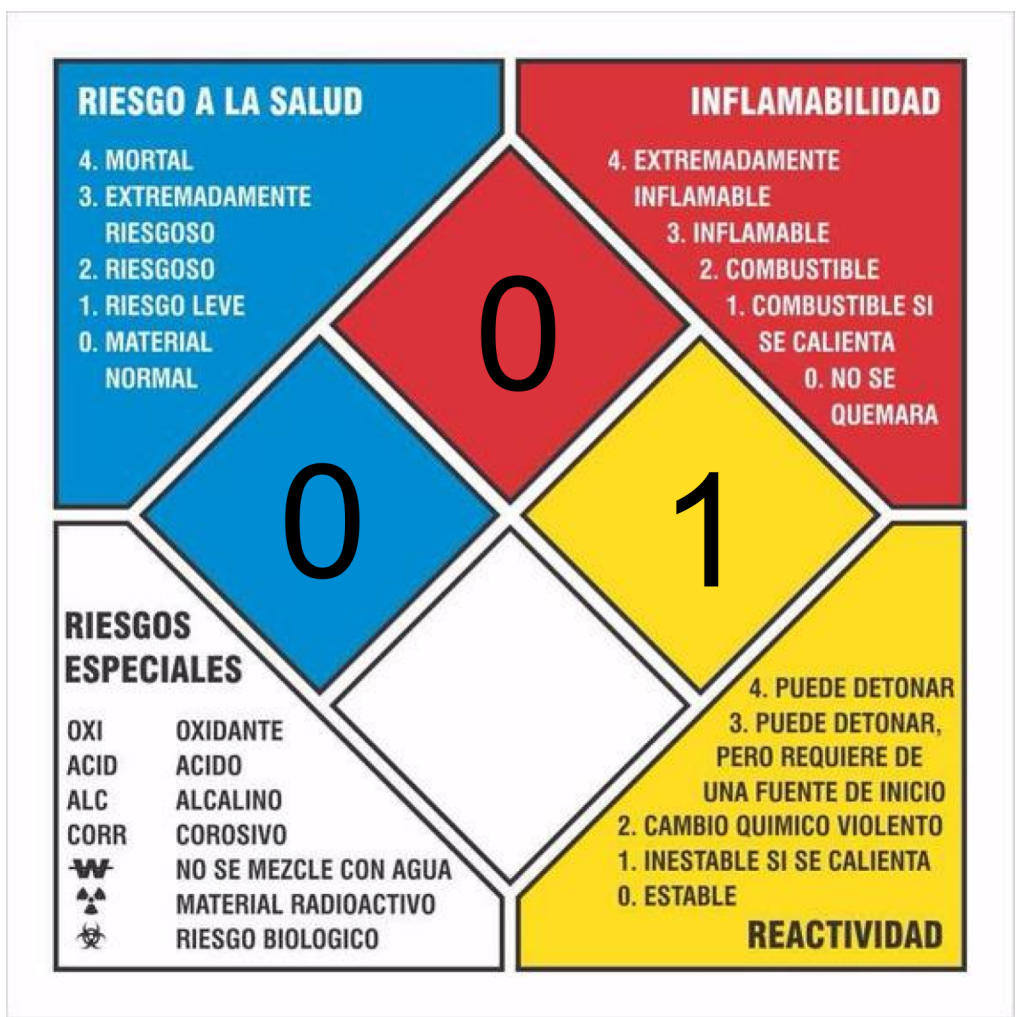 RIESGO A LA SALUD
4. MORTAL
3. EXTREMADAMENTE
RIESGOSO
2. RIESGOSO
1. RIESGO LEVE
0. MATERIAL
NORMAL
INFLAMABILIDAD
4. EXTREMADAMENTE
INFLAMABLE
3. INFLAMABLE
2. COMBUSTIBLE
1. COMBUSTIBLE SI
SE CALIENTA
0. NO SE
QUEMARA
0
0
1
RIESGOS
ESPECIALES
OXI OXIDANTE
ACID ACIDO
ALC ALCALINO
CORR COROSIVO
W NO SE MEZCLE CON AGUA
MATERIAL RADIOACTIVO
RIESGO BIOLOGICO
4. PUEDE DETONAR
3. PUEDE DETONAR,
PERO REQUIERE DE
UNA FUENTE DE INICIO
2. CAMBIO QUIMICO VIOLENTO
1. INESTABLE SI SE CALIENTA
0. ESTABLE
REACTIVIDAD